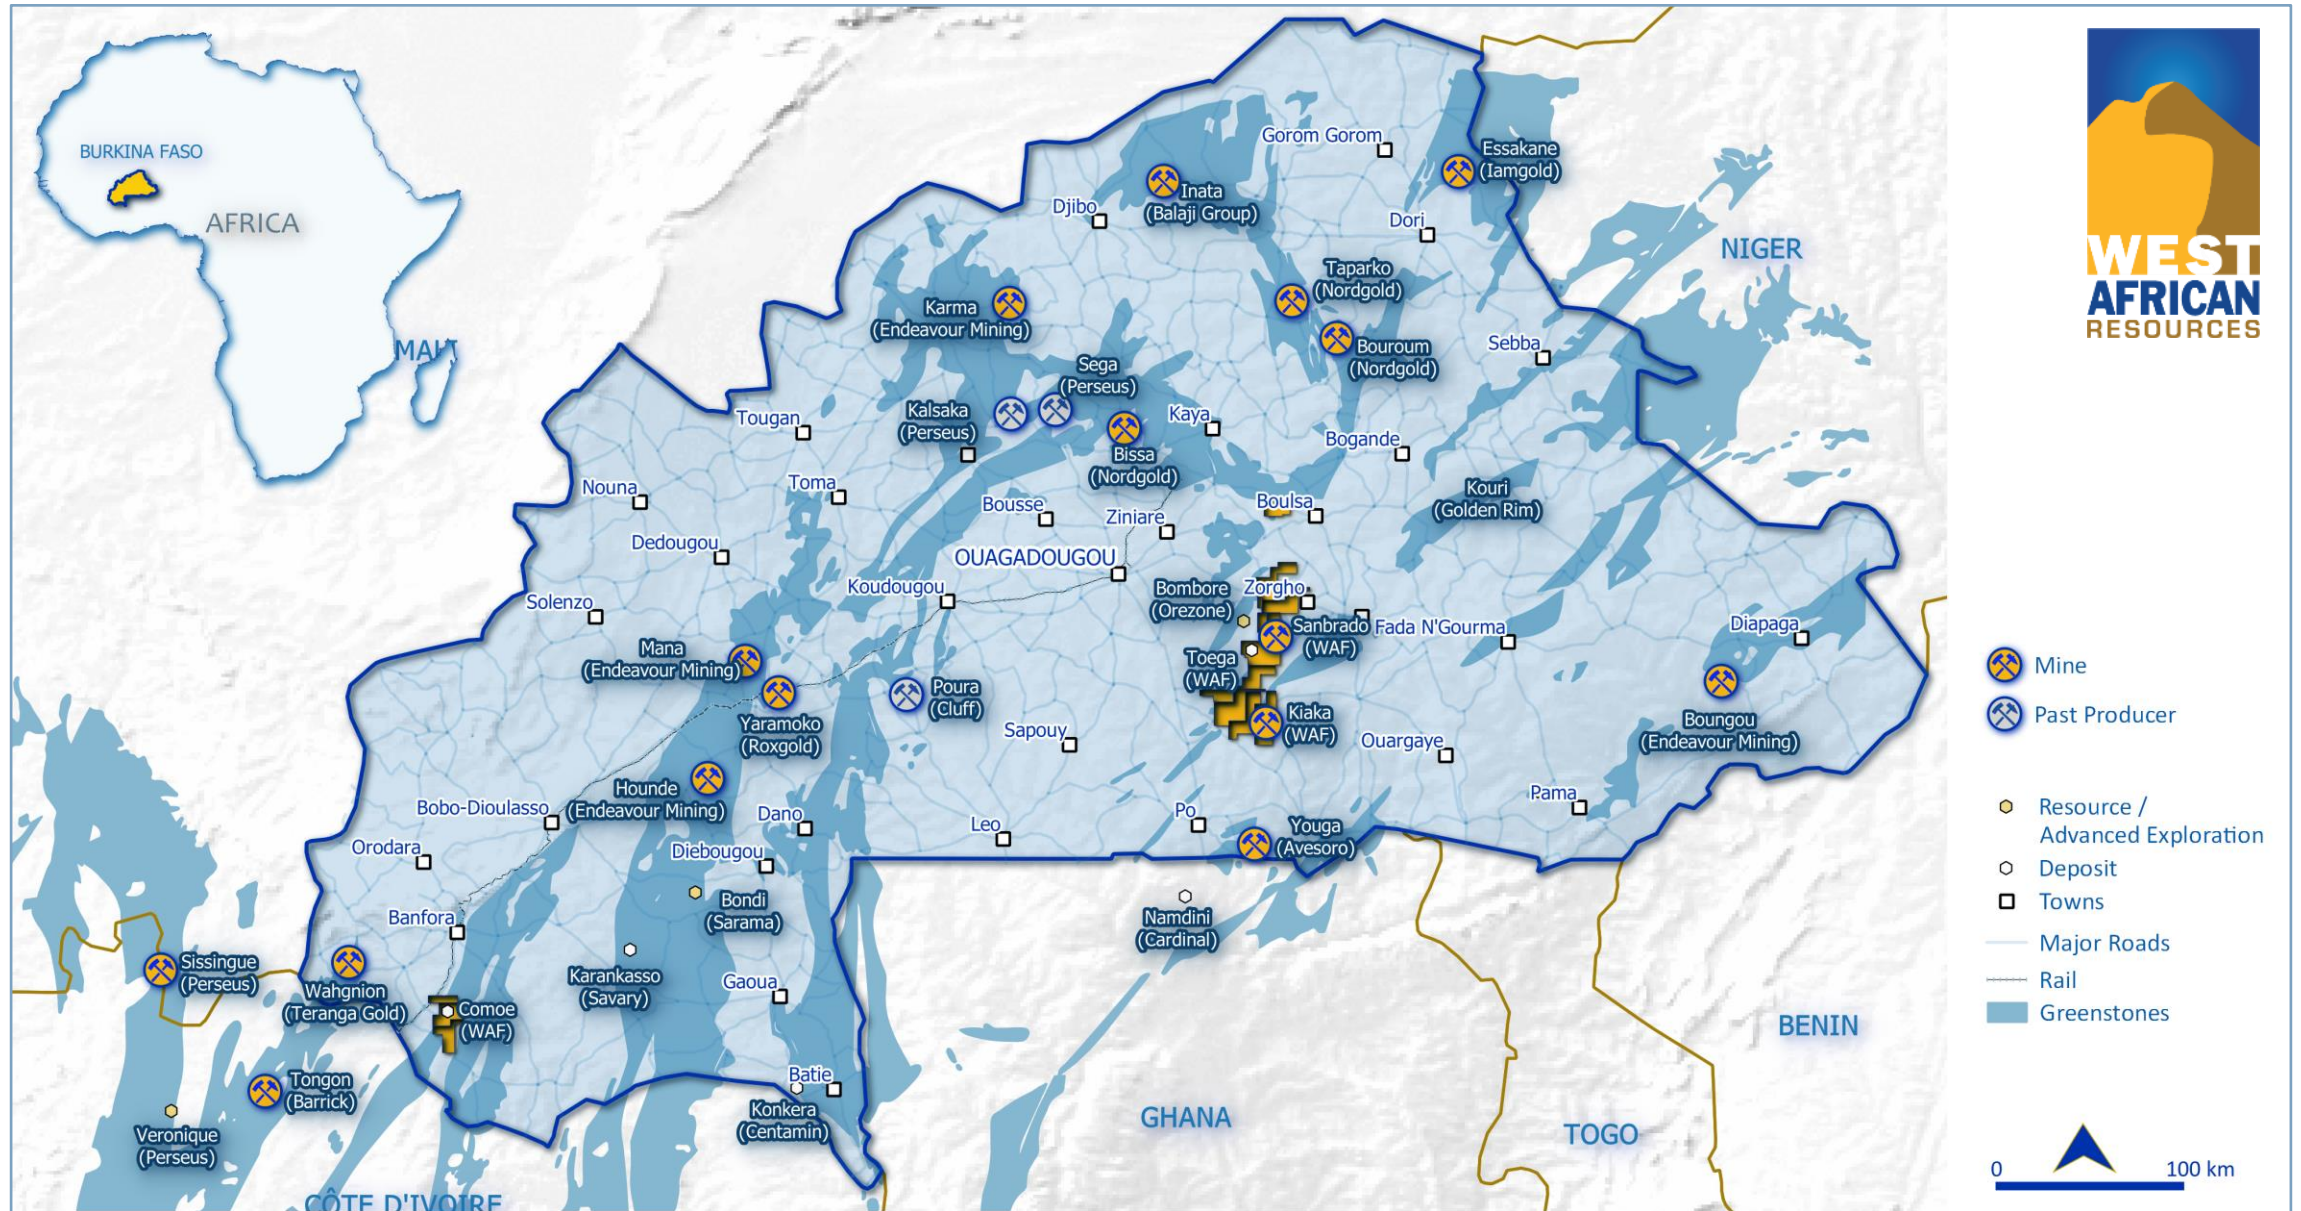 BURKINA FASO
AFRICA
MALI
NIGER
WEST
AFRICAN
RESOURCES
Gorom Gorom
Essakane
(Iamgold)
Inata
(Balaji Group)
Djibo
Dori
Taparko
(Nordgold)
Karma
(Endeavour Mining)
Bouroum
(Nordgold)
Sebba
Sega
(Perseus)
Kalsaka
(Perseus)
Tougan
Kaya
Bissa
(Nordgold)
Bogande
Nouna
Toma
Bousse
Ziniare
Boulsa
Kouri
(Golden Rim)
Dedougou
OUAGADOUGOU
Koudougou
Bombore
(Orezone)
Zorgho
Solenzo
Sanbrado
(WAF)
Fada N'Gourma
Diapaga
Mana
(Endeavour Mining)
Toega
(WAF)
Poura
(Cluff)
Yaramoko
(Roxgold)
Sapouy
Kiaka
(WAF)
Ouargaye
Boungou
(Endeavour Mining)
Hounde
(Endeavour Mining)
Bobo-Dioulasso
Dano
Leo
Po
Youga
(Avesoro)
Pama
Orodara
Diebougou
Bondi
(Sarama)
Banfora
Namdini
(Cardinal)
Sissingue
(Perseus)
Wahgnion
(Teranga Gold)
Karankasso
(Savary)
Gaoua
Comoe
(WAF)
Tongon
(Barrick)
Batie
Konkera
(Centamin)
Veronique
(Perseus)
CÔTE D'IVOIRE
GHANA
TOGO
BENIN
Mine
Past Producer
Resource /
Advanced Exploration
Deposit
Towns
Major Roads
Rail
Greenstones
0 100 km